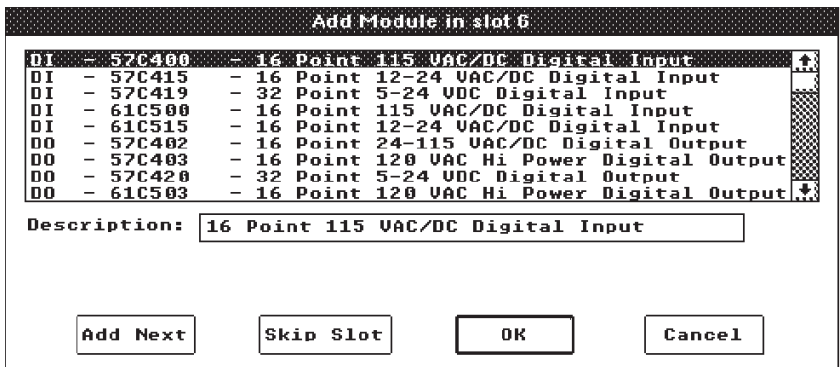 Add Module in slot 6
DI - 57C400 - 16 Point 115 VAC/DC Digital Input
DI - 57C415 - 16 Point 12-24 VAC/DC Digital Input
DI - 57C419 - 32 Point 5-24 VDC Digital Input
DI - 61C500 - 16 Point 115 VAC/DC Digital Input
DI - 61C515 - 16 Point 12-24 VAC/DC Digital Input
DO - 57C402 - 16 Point 24-115 VAC/DC Digital Output
DO - 57C403 - 16 Point 120 VAC Hi Power Digital Output
DO - 57C420 - 32 Point 5-24 VDC Digital Output
DO - 61C503 - 16 Point 120 VAC Hi Power Digital Output
Description: 16 Point 115 VAC/DC Digital Input
Add Next Skip Slot OK Cancel